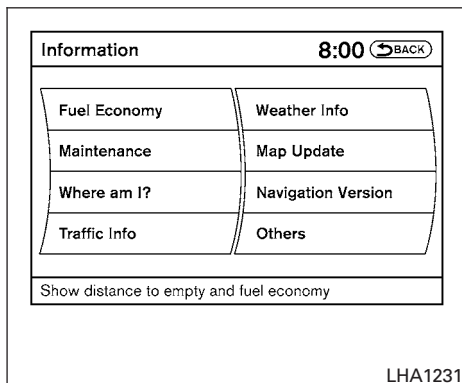 Information 8:00 BACK
Fuel Economy
Maintenance
Where am I?
Traffic Info
Weather Info
Map Update
Navigation Version
Others
Show distance to empty and fuel economy
LHA1231